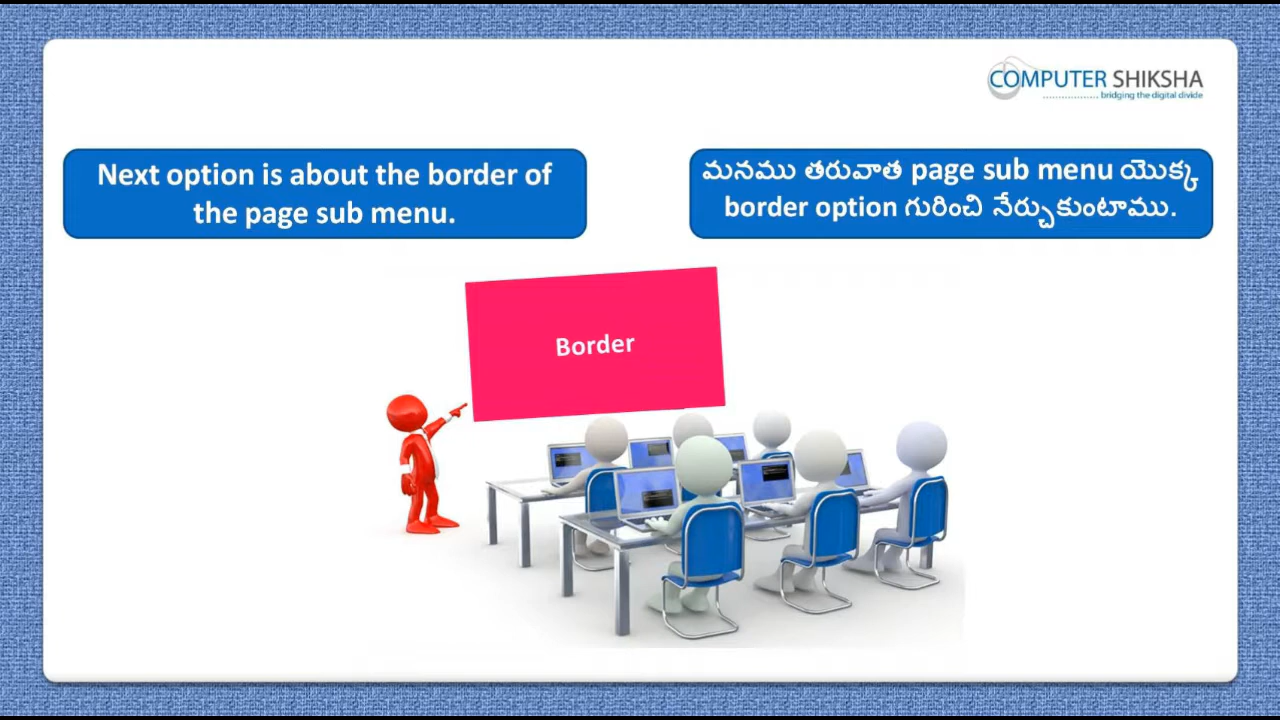 COMPUTER SHIKSHA
bridging the digital divide
Next option is about the border of
the page sub menu.
మనము తరువాత page sub menu యొక్క
border option గురించి నేర్చుకుంటాము.
Border